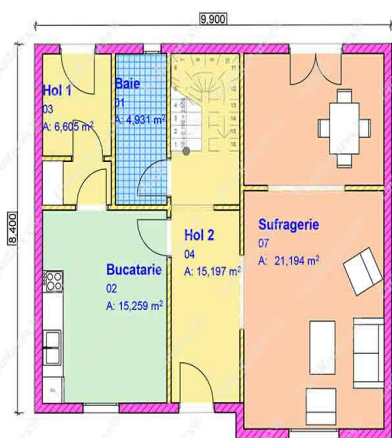 9,900
8,400
Hol 1
03
A: 6,605 m²
Baie
01
A: 4,931 m²
Sufragerie
07
A: 21,194 m²
Hol 2
04
A: 15,197 m²
Bucatarie
02
A: 15,259 m²